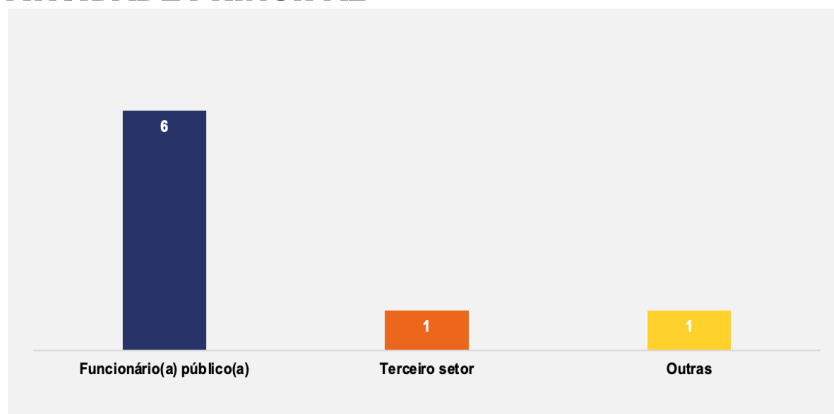 6
1
1
Funcionário(a) público(a)
Terceiro setor
Outras